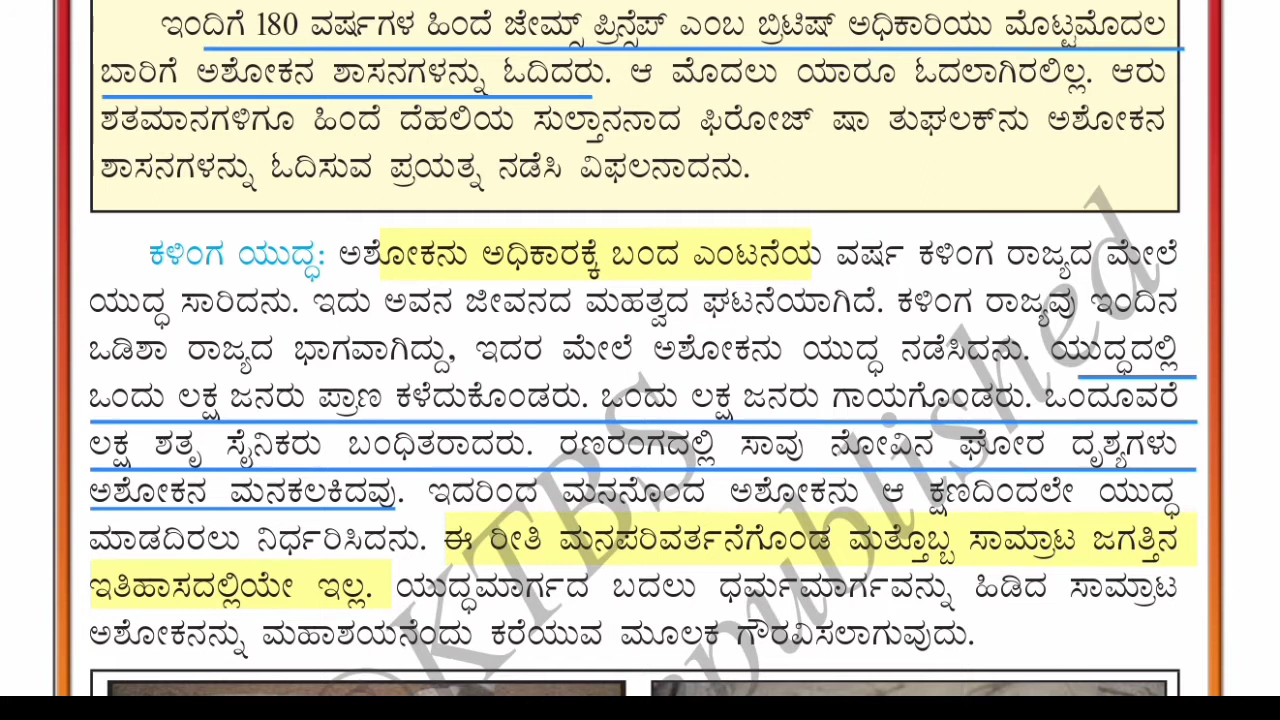 ಇಂದಿಗೆ 180 ವರ್ಷಗಳ ಹಿಂದೆ ಜೇಮ್ಸ್ ಪ್ರಿನ್ಸೆಪ್ ಎಂಬ ಬ್ರಿಟಿಷ್ ಅಧಿಕಾರಿಯು ಮೊಟ್ಟಮೊದಲ
ಬಾರಿಗೆ ಅಶೋಕನ ಶಾಸನಗಳನ್ನು ಓದಿದರು. ಆ ಮೊದಲು ಯಾರೂ ಓದಲಾಗಿರಲಿಲ್ಲ. ಆರು
ಶತಮಾನಗಳಿಗೂ ಹಿಂದೆ ದೆಹಲಿಯ ಸುಲ್ತಾನನಾದ ಫಿರೋಜ್ ಷಾ ತುಘಲಕ್‌ನು ಅಶೋಕನ
ಶಾಸನಗಳನ್ನು ಓದಿಸುವ ಪ್ರಯತ್ನ ನಡೆಸಿ ವಿಫಲನಾದನು.
ಕಳಿಂಗ ಯುದ್ಧ: ಅಶೋಕನು ಅಧಿಕಾರಕ್ಕೆ ಬಂದ ಎಂಟನೆಯ ವರ್ಷ ಕಳಿಂಗ ರಾಜ್ಯದ ಮೇಲೆ
ಯುದ್ಧ ಸಾರಿದನು. ಇದು ಅವನ ಜೀವನದ ಮಹತ್ವದ ಘಟನೆಯಾಗಿದೆ. ಕಳಿಂಗ ರಾಜ್ಯವು ಇಂದಿನ
ಒಡಿಶಾ ರಾಜ್ಯದ ಭಾಗವಾಗಿದ್ದು, ಇದರ ಮೇಲೆ ಅಶೋಕನು ಯುದ್ಧ ನಡೆಸಿದನು. ಯುದ್ಧದಲ್ಲಿ
ಒಂದು ಲಕ್ಷ ಜನರು ಪ್ರಾಣ ಕಳೆದುಕೊಂಡರು. ಒಂದು ಲಕ್ಷ ಜನರು ಗಾಯಗೊಂಡರು. ಒಂದೂವರೆ
ಲಕ್ಷ ಶತೃ ಸೈನಿಕರು ಬಂಧಿತರಾದರು. ರಣರಂಗದಲ್ಲಿ ಸಾವು ನೋವಿನ ಘೋರ ದೃಶ್ಯಗಳು
ಅಶೋಕನ ಮನಕಲಕಿದವು. ಇದರಿಂದ ಮನನೊಂದ ಅಶೋಕನು ಆ ಕ್ಷಣದಿಂದಲೇ ಯುದ್ಧ
ಮಾಡದಿರಲು ನಿರ್ಧರಿಸಿದನು. ಈ ರೀತಿ ಮನಪರಿವರ್ತನೆಗೊಂಡ ಮತ್ತೊಬ್ಬ ಸಾಮ್ರಾಟ ಜಗತ್ತಿನ
ಇತಿಹಾಸದಲ್ಲಿಯೇ ಇಲ್ಲ. ಯುದ್ಧಮಾರ್ಗದ ಬದಲು ಧರ್ಮಮಾರ್ಗವನ್ನು ಹಿಡಿದ ಸಾಮ್ರಾಟ
ಅಶೋಕನನ್ನು ಮಹಾಶಯನೆಂದು ಕರೆಯುವ ಮೂಲಕ ಗೌರವಿಸಲಾಗುವುದು.
©KTBS
republished